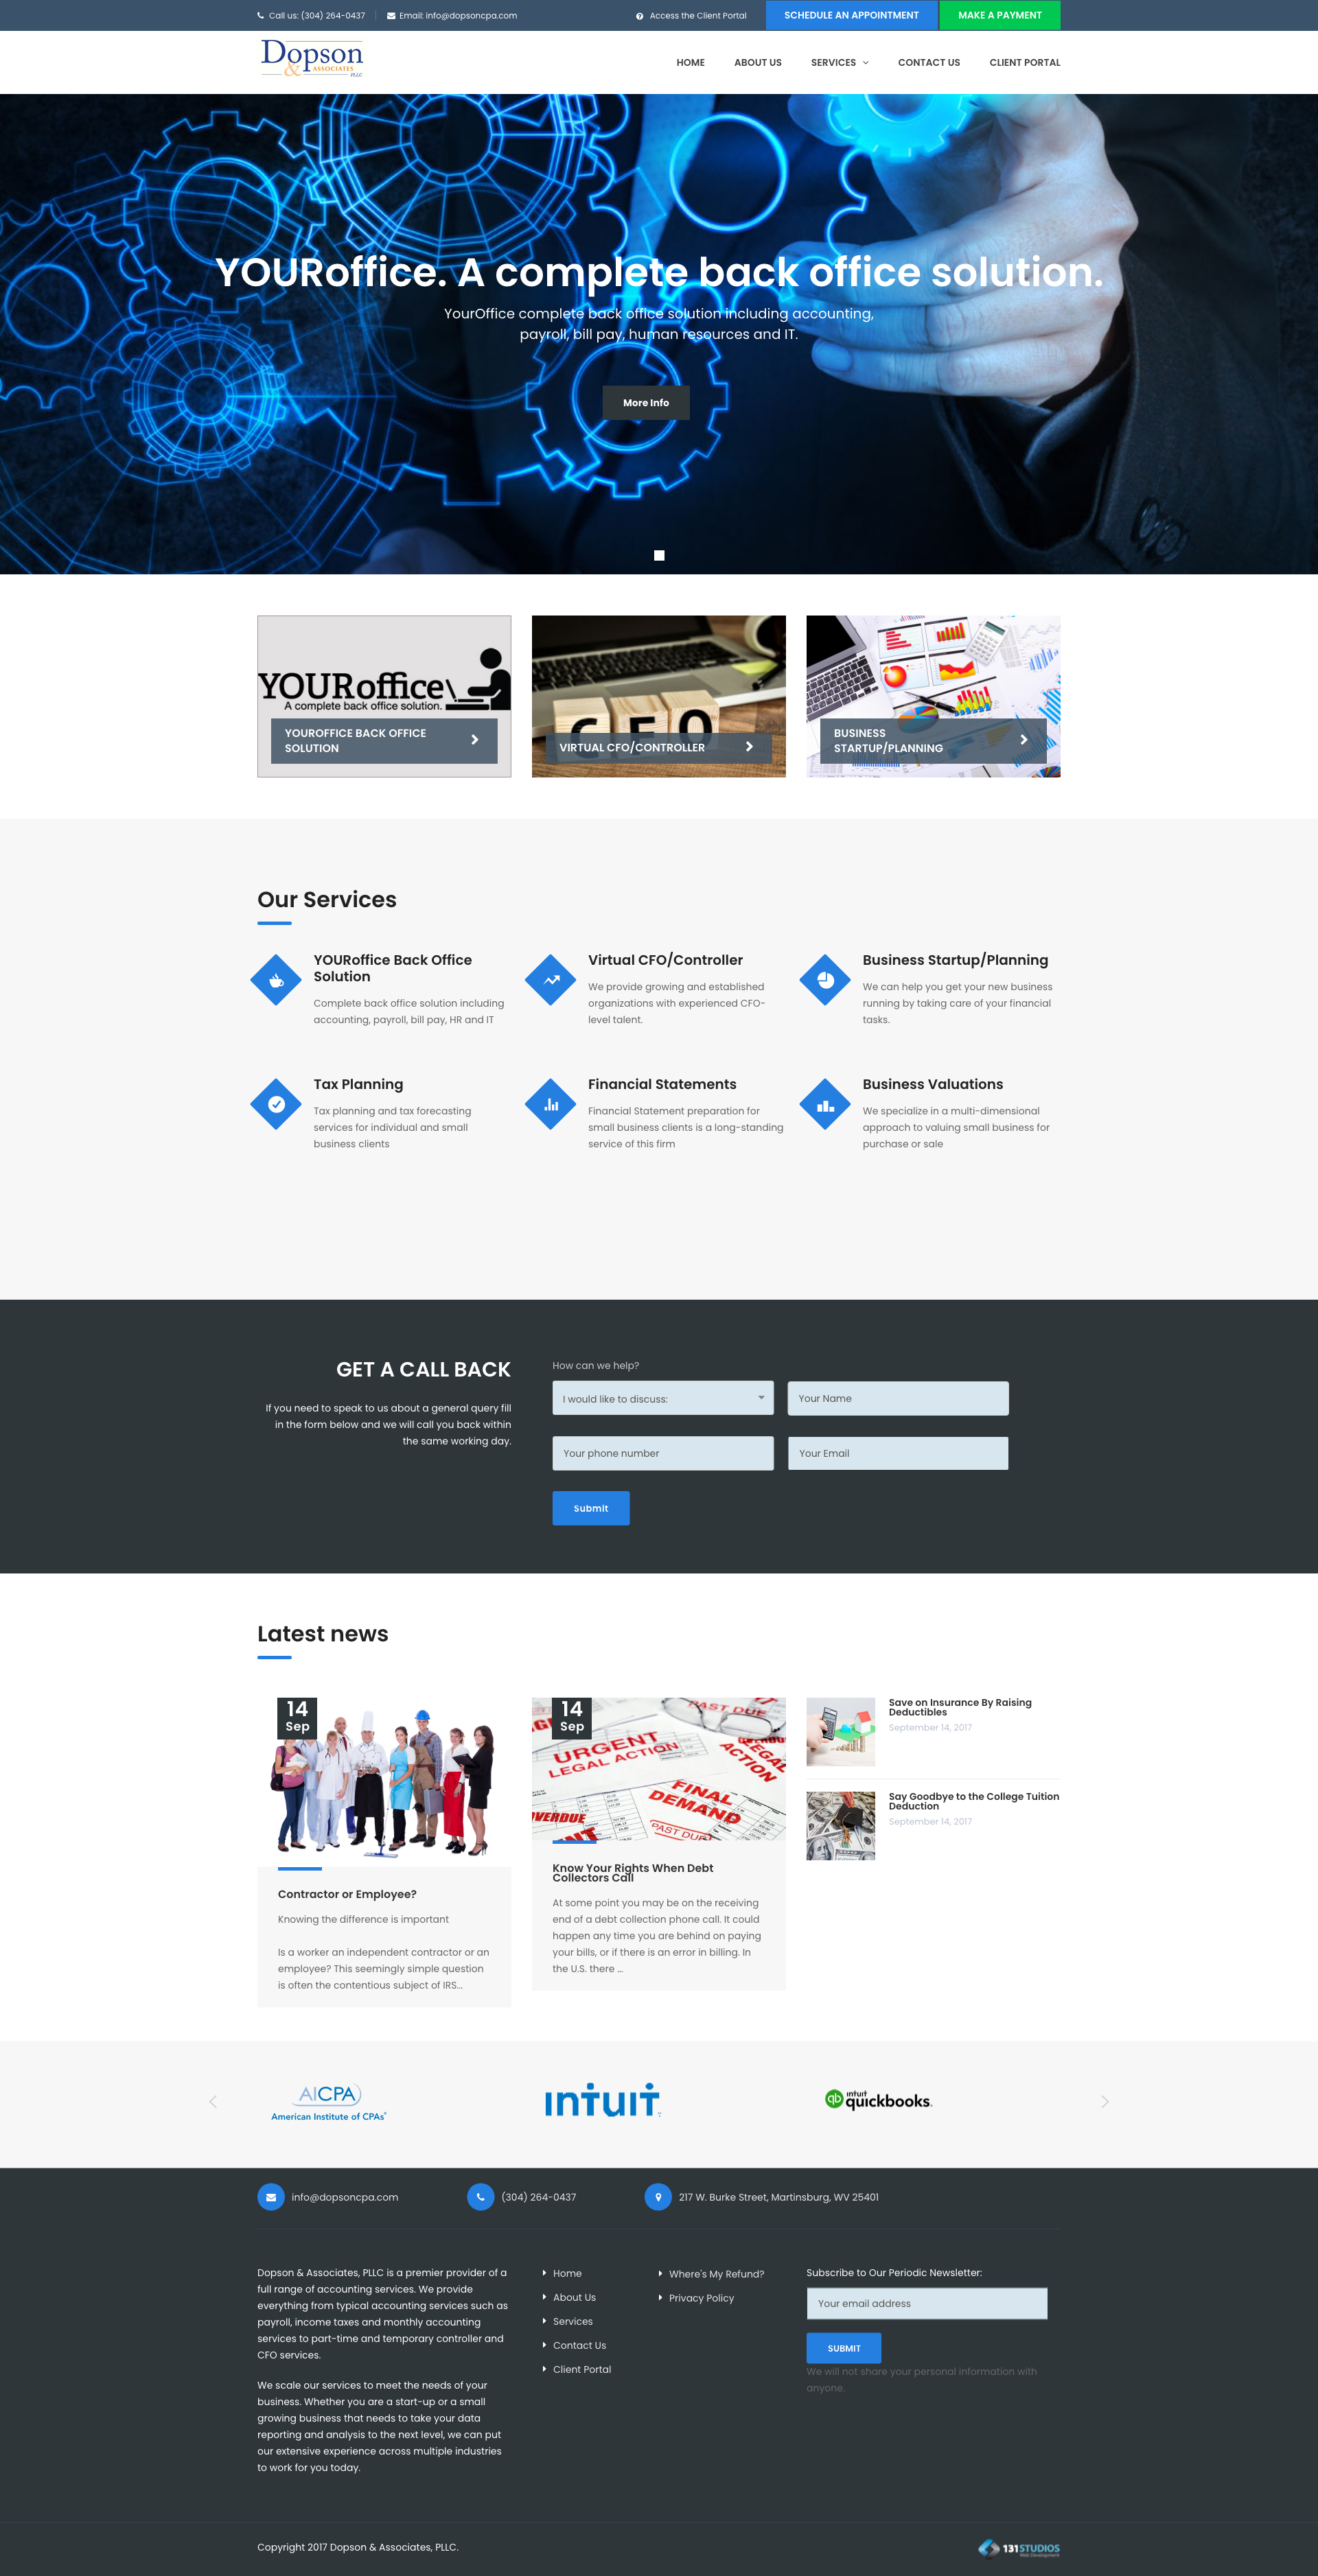 Call us: (304) 264-0437
Email: info@dopsoncpa.com
Access the Client Portal
SCHEDULE AN APPOINTMENT
MAKE A PAYMENT
Dopson
& ASSOCIATES
PLLC
HOME
ABOUT US
SERVICES
CONTACT US
CLIENT PORTAL
YOURoffice. A complete back office solution.
YourOffice complete back office solution including accounting,
payroll, bill pay, human resources and IT.
More Info
YOURoffice
A complete back office solution.
YOUROFFICE BACK OFFICE
SOLUTION
CFO
VIRTUAL CFO/CONTROLLER
BUSINESS
STARTUP/PLANNING
Our Services
YOURoffice Back Office
Solution
Complete back office solution including
accounting, payroll, bill pay, HR and IT
Virtual CFO/Controller
We provide growing and established
organizations with experienced CFO-
level talent.
Business Startup/Planning
We can help you get your new business
running by taking care of your financial
tasks.
Tax Planning
Tax planning and tax forecasting
services for individual and small
business clients
Financial Statements
Financial Statement preparation for
small business clients is a long-standing
service of this firm
Business Valuations
We specialize in a multi-dimensional
approach to valuing small business for
purchase or sale
GET A CALL BACK
If you need to speak to us about a general query fill
in the form below and we will call you back within
the same working day.
How can we help?
I would like to discuss:
Your Name
Your phone number
Your Email
Submit
Latest news
14
Sep
Contractor or Employee?
Knowing the difference is important
Is a worker an independent contractor or an
employee? This seemingly simple question
is often the contentious subject of IRS...
14
Sep
PAST DUE
URGENT
LEGAL ACTION
LEGAL
ACTION
FINAL
DEMAND
OVERDUE
PAST DUE
Know Your Rights When Debt
Collectors Call
At some point you may be on the receiving
end of a debt collection phone call. It could
happen any time you are behind on paying
your bills, or if there is an error in billing. In
the U.S. there ...
Save on Insurance By Raising
Deductibles
September 14, 2017
Say Goodbye to the College Tuition
Deduction
September 14, 2017
AICPA
American Institute of CPAs
intuit
qb intuit
quickbooks.
info@dopsoncpa.com
(304) 264-0437
217 W. Burke Street, Martinsburg, WV 25401
Dopson & Associates, PLLC is a premier provider of a
full range of accounting services. We provide
everything from typical accounting services such as
payroll, income taxes and monthly accounting
services to part-time and temporary controller and
CFO services.
We scale our services to meet the needs of your
business. Whether you are a start-up or a small
growing business that needs to take your data
reporting and analysis to the next level, we can put
our extensive experience across multiple industries
to work for you today.
Home
About Us
Services
Contact Us
Client Portal
Where's My Refund?
Privacy Policy
Subscribe to Our Periodic Newsletter:
Your email address
SUBMIT
We will not share your personal information with
anyone.
Copyright 2017 Dopson & Associates, PLLC.
131STUDIOS
Web Development